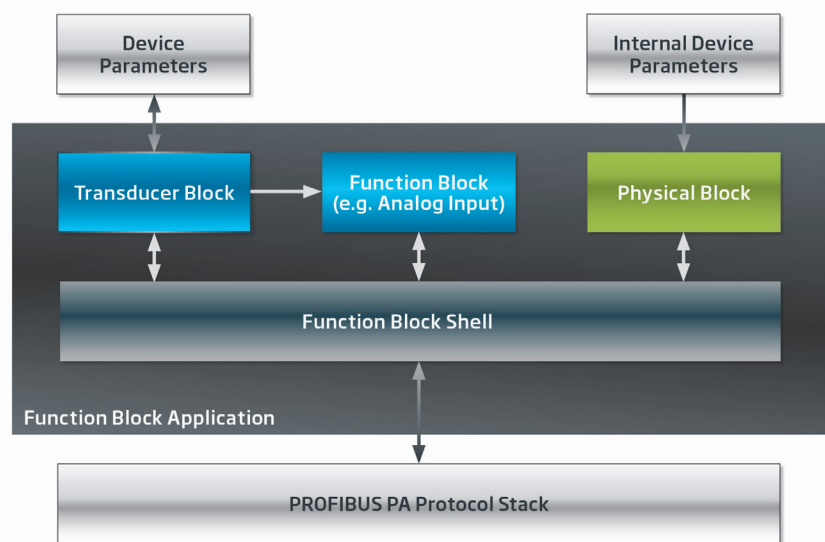 Device
Parameters
Internal Device
Parameters
Transducer Block
Function Block
(e.g. Analog Input)
Physical Block
Function Block Shell
Function Block Application
PROFIBUS PA Protocol Stack